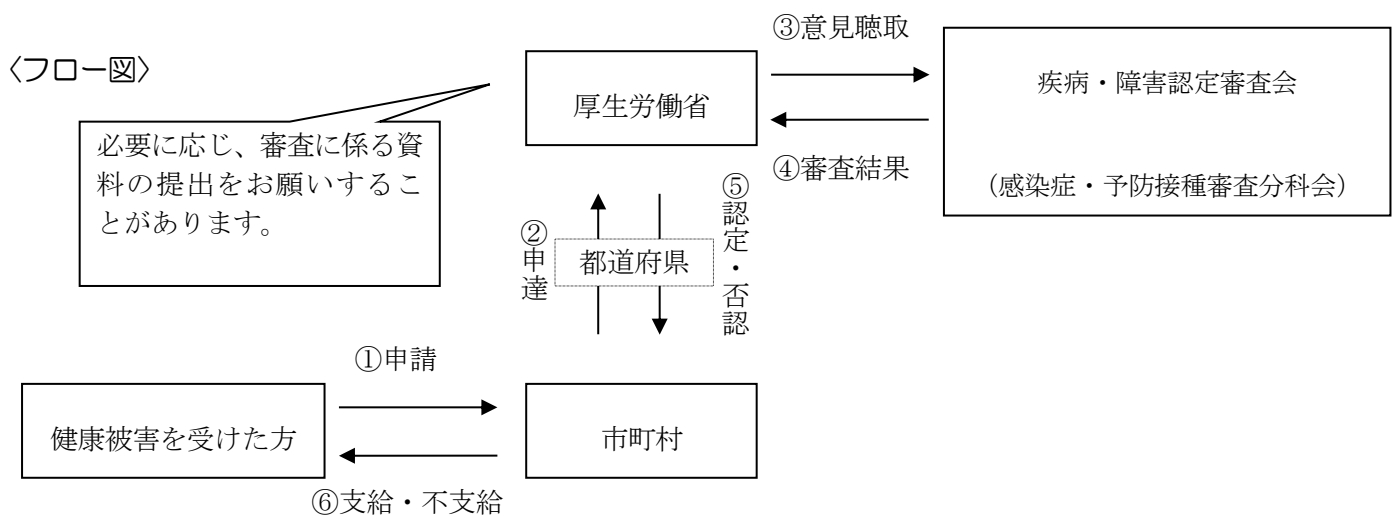 〈フロー図〉
必要に応じ、審査に係る資
料の提出をお願いするこ
とがあります。
厚生労働省
③意見聴取
④審査結果
疾病・障害認定審査会
（感染症・予防接種審査分科会）
②申達
都道府県
⑤認定・否認
①申請
健康被害を受けた方
市町村
⑥支給・不支給